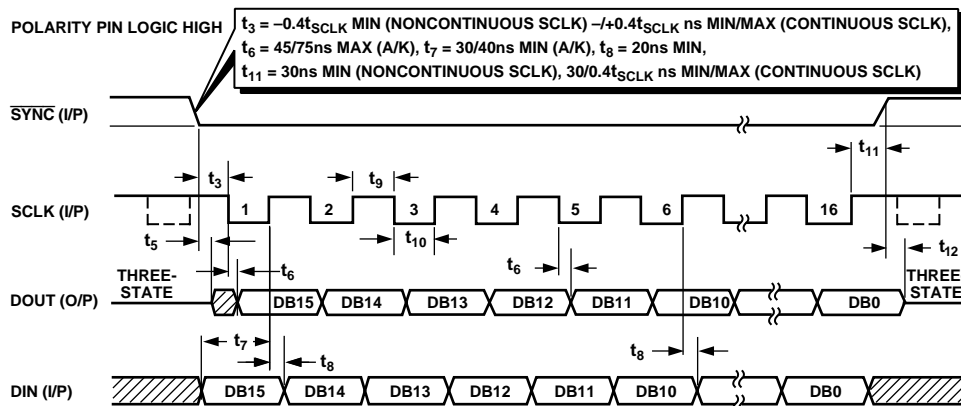 POLARITY PIN LOGIC HIGH
t3 = –0.4tSCLK MIN (NONCONTINUOUS SCLK) –/+0.4tSCLK ns MIN/MAX (CONTINUOUS SCLK),
t6 = 45/75ns MAX (A/K), t7 = 30/40ns MIN (A/K), t8 = 20ns MIN,
t11 = 30ns MIN (NONCONTINUOUS SCLK), 30/0.4tSCLK ns MIN/MAX (CONTINUOUS SCLK)
SYNC (I/P)
t11
t3
t9
SCLK (I/P)
1 2 3 4 5 6 16
t10
t5
t12
t6
t6
THREE-STATE
THREE-STATE
DOUT (O/P)
DB15 DB14 DB13 DB12 DB11 DB10 DB0
t7
t8
t8
DIN (I/P)
DB15 DB14 DB13 DB12 DB11 DB10 DB0